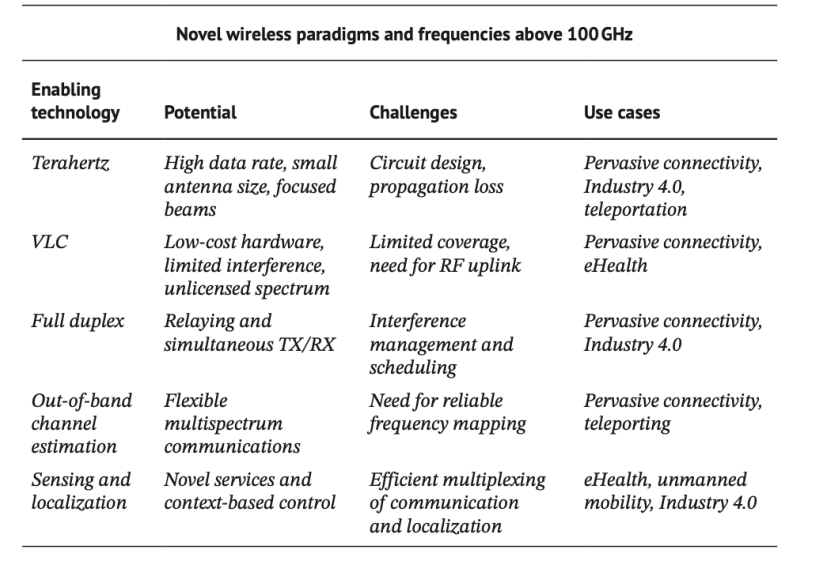 Novel wireless paradigms and frequencies above 100 GHz
Enabling technology Potential Challenges Use cases
Terahertz High data rate, small antenna size, focused beams Circuit design, propagation loss Pervasive connectivity, Industry 4.0, teleportation
VLC Low-cost hardware, limited interference, unlicensed spectrum Limited coverage, need for RF uplink Pervasive connectivity, eHealth
Full duplex Relaying and simultaneous TX/RX Interference management and scheduling Pervasive connectivity, Industry 4.0
Out-of-band channel estimation Flexible multispectrum communications Need for reliable frequency mapping Pervasive connectivity, teleporting
Sensing and localization Novel services and context-based control Efficient multiplexing of communication and localization eHealth, unmanned mobility, Industry 4.0